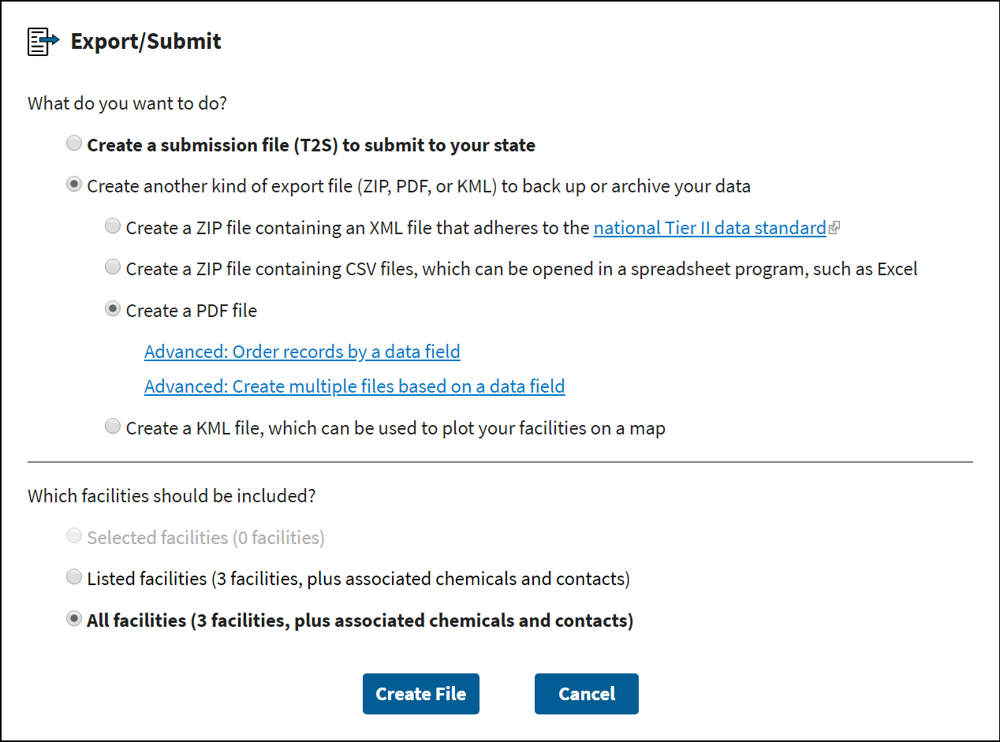 Export/Submit
What do you want to do?
Create a submission file (T2S) to submit to your state
Create another kind of export file (ZIP, PDF, or KML) to back up or archive your data
Create a ZIP file containing an XML file that adheres to the national Tier II data standard
Create a ZIP file containing CSV files, which can be opened in a spreadsheet program, such as Excel
Create a PDF file
Advanced: Order records by a data field
Advanced: Create multiple files based on a data field
Create a KML file, which can be used to plot your facilities on a map
Which facilities should be included?
Selected facilities (0 facilities)
Listed facilities (3 facilities, plus associated chemicals and contacts)
All facilities (3 facilities, plus associated chemicals and contacts)
Create File Cancel